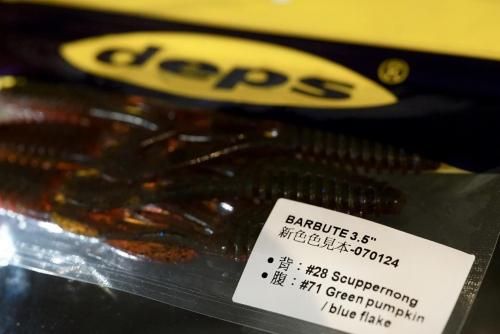 deps®
BARBUTE 3.5"
新色色見本-070124
●背：#28 Scuppernong
●腹：#71 Green pumpkin
/ blue flake